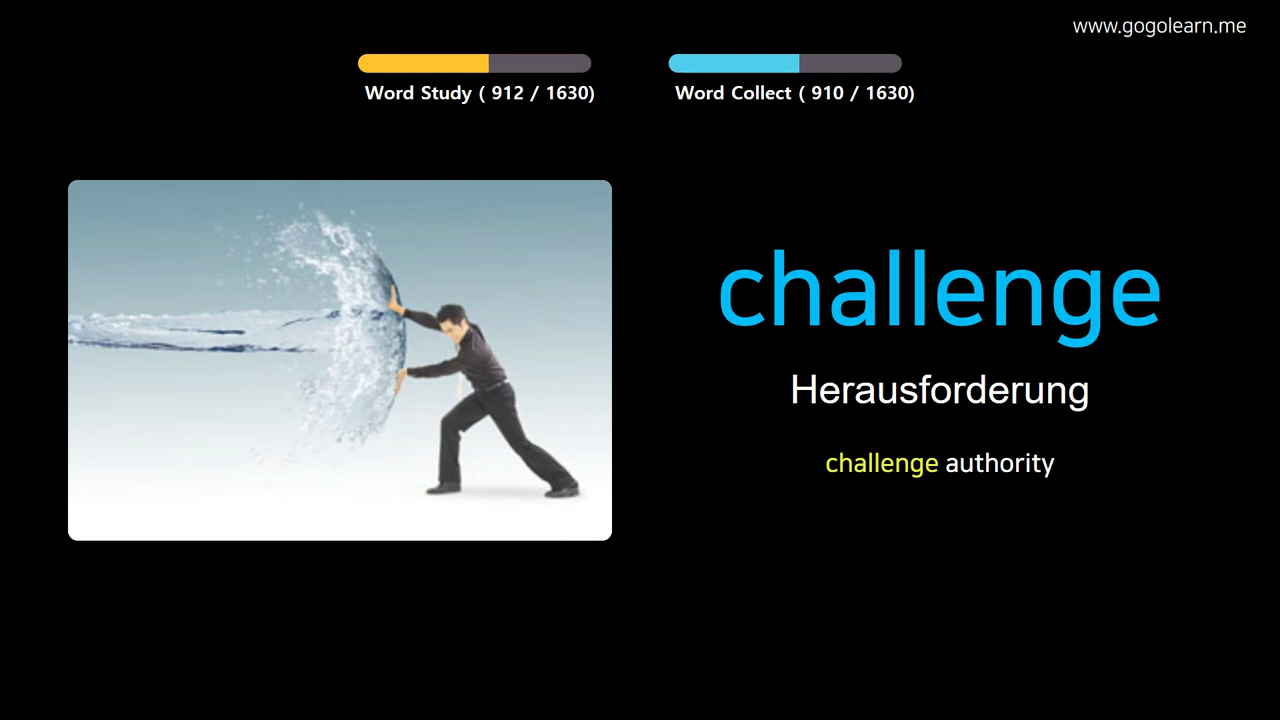 www.gogolearn.me
Word Study ( 912 / 1630)
Word Collect ( 910 / 1630)
challenge
Herausforderung
challenge authority